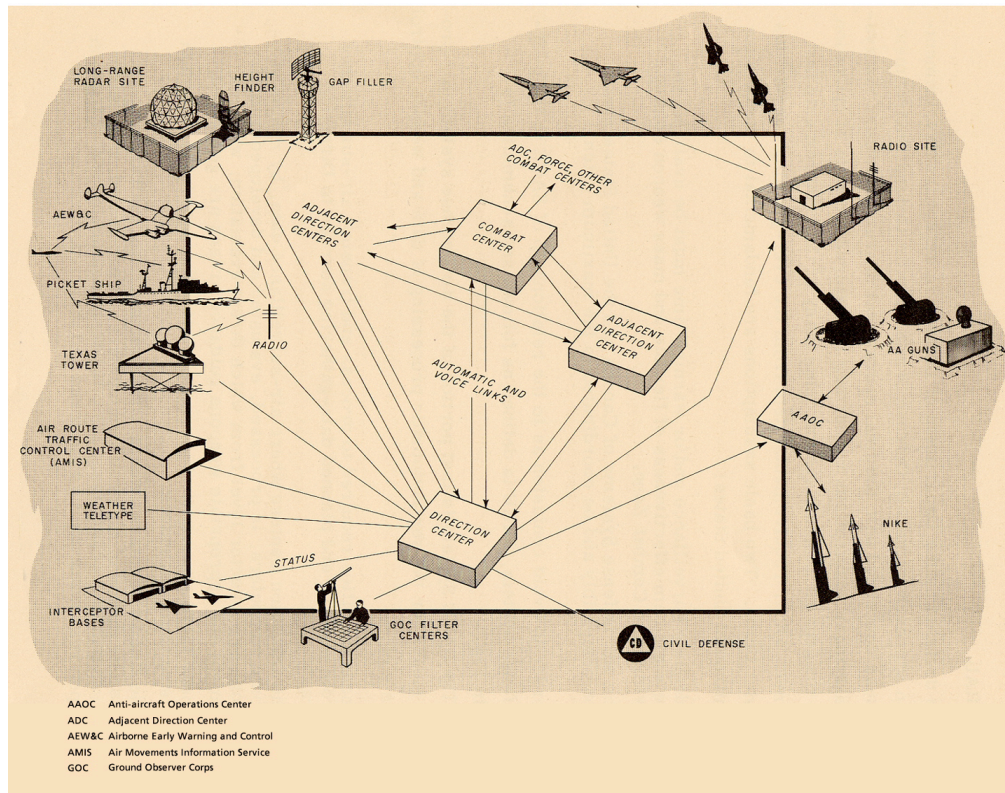 LONG-RANGE
RADAR SITE
HEIGHT
FINDER
GAP FILLER
RADIO SITE
ADC, FORCE, OTHER
COMBAT CENTERS
AEW&C
ADJACENT
DIRECTION
CENTERS
COMBAT
CENTER
PICKET SHIP
RADIO
ADJACENT
DIRECTION
CENTER
AA GUNS
TEXAS
TOWER
AUTOMATIC AND
VOICE LINKS
AAOC
AIR ROUTE
TRAFFIC
CONTROL CENTER
(AMIS)
WEATHER
TELETYPE
DIRECTION
CENTER
NIKE
STATUS
INTERCEPTOR
BASES
GOC FILTER
CENTERS
CD
CIVIL DEFENSE
AAOC Anti-aircraft Operations Center
ADC Adjacent Direction Center
AEW&C Airborne Early Warning and Control
AMIS Air Movements Information Service
GOC Ground Observer Corps